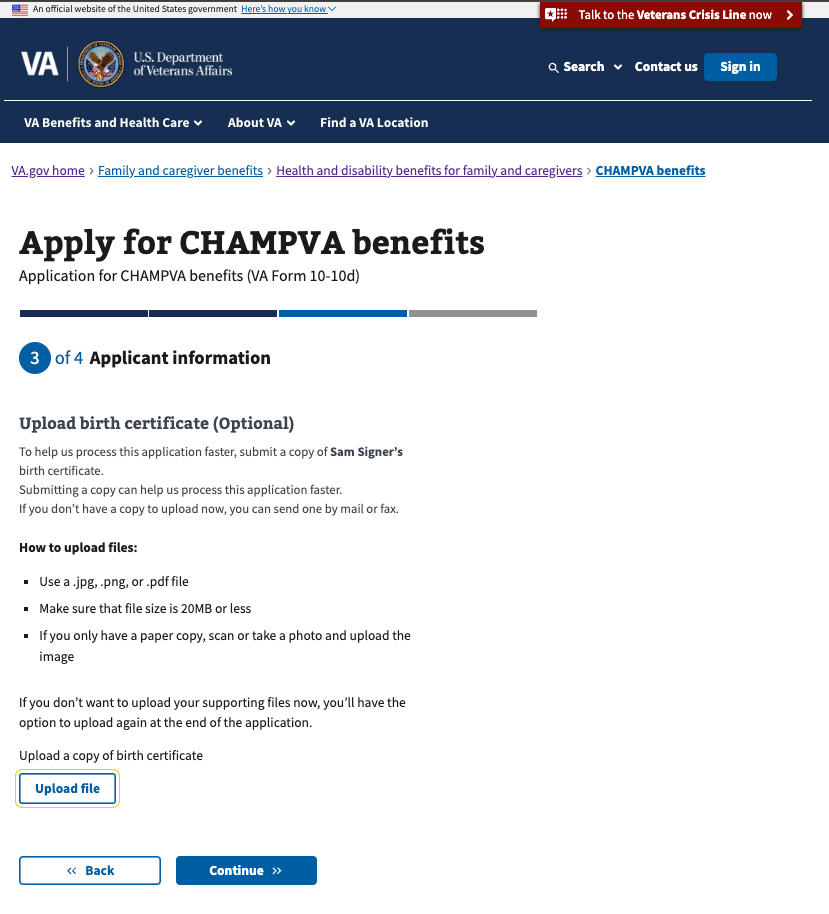 An official website of the United States government Here's how you know
Talk to the Veterans Crisis Line now
VA
U.S. Department
of Veterans Affairs
Search
Contact us
Sign in
VA Benefits and Health Care
About VA
Find a VA Location
VA.gov home › Family and caregiver benefits › Health and disability benefits for family and caregivers › CHAMPVA benefits
Apply for CHAMPVA benefits
Application for CHAMPVA benefits (VA Form 10-10d)
3 of 4 Applicant information
Upload birth certificate (Optional)
To help us process this application faster, submit a copy of Sam Signer’s
birth certificate.
Submitting a copy can help us process this application faster.
If you don’t have a copy to upload now, you can send one by mail or fax.
How to upload files:
Use a .jpg, .png, or .pdf file
Make sure that file size is 20MB or less
If you only have a paper copy, scan or take a photo and upload the
image
If you don’t want to upload your supporting files now, you’ll have the
option to upload again at the end of the application.
Upload a copy of birth certificate
Upload file
« Back
Continue »